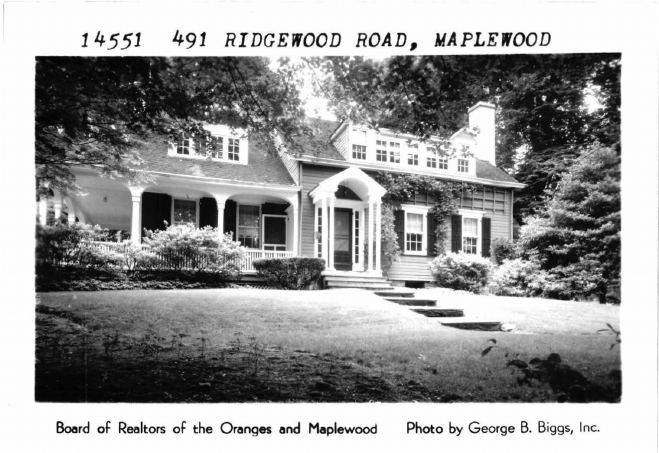 14551 491 RIDGEWOOD ROAD, MAPLEWOOD
Board of Realtors of the Oranges and Maplewood Photo by George B. Biggs, Inc.